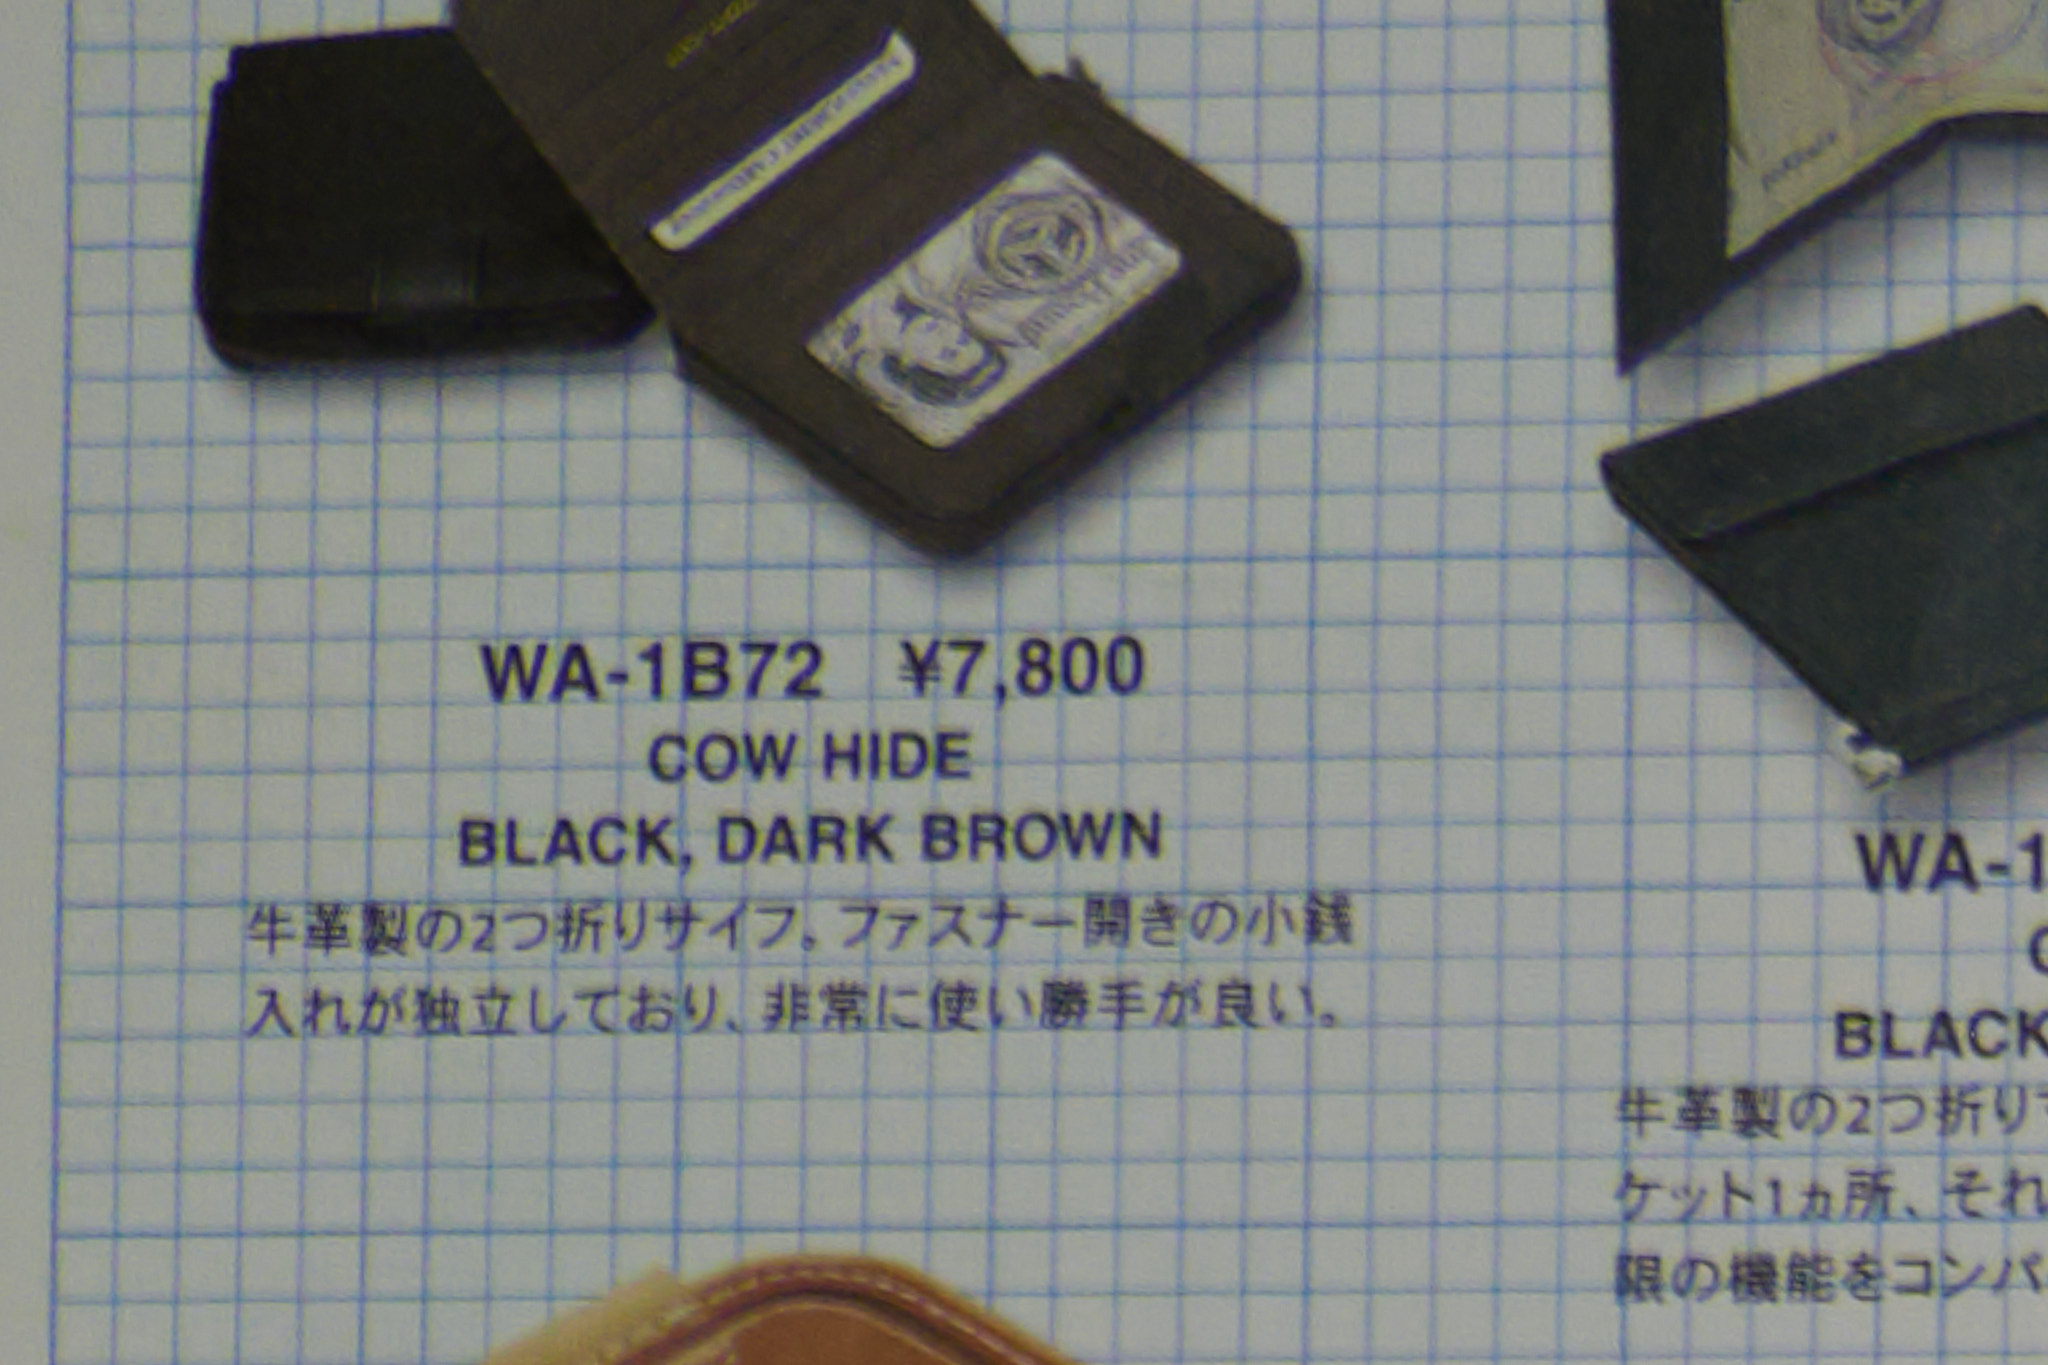 WA-1B72 ¥7,800
COW HIDE
BLACK, DARK BROWN
牛革製の2つ折りサイフ。ファスナー開きの小銭
入れが独立しており、非常に使い勝手が良い。
WA-1
C
BLACK
牛革製の2つ折り
ケット1ヵ所、それ
限の機能をコンパ